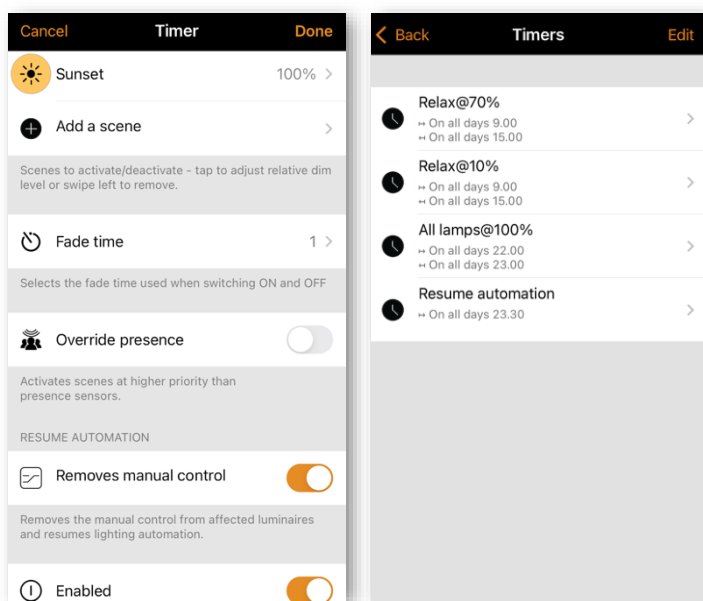 Cancel Timer Done
Sunset 100% >
Add a scene >
Scenes to activate/deactivate - tap to adjust relative dim
level or swipe left to remove.
Fade time 1 >
Selects the fade time used when switching ON and OFF
Override presence
Activates scenes at higher priority than
presence sensors.
RESUME AUTOMATION
Removes manual control
Removes the manual control from affected luminaires
and resumes lighting automation.
Enabled
Back Timers Edit
Relax@70%
↦ On all days 9.00
↤ On all days 15.00
Relax@10%
↦ On all days 9.00
↤ On all days 15.00
All lamps@100%
↦ On all days 22.00
↤ On all days 23.00
Resume automation
↦ On all days 23.30